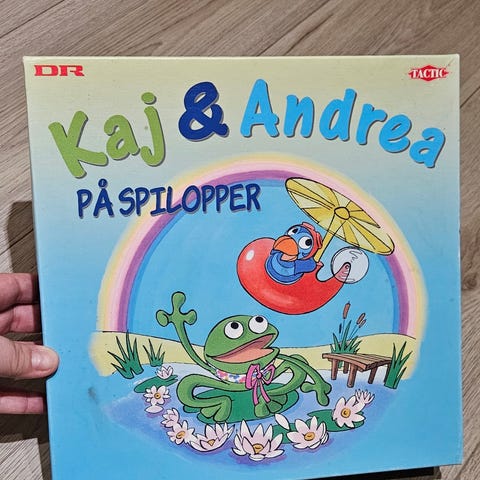 DR
TACTIC
Kaj & Andrea
PÅ SPILOPPER